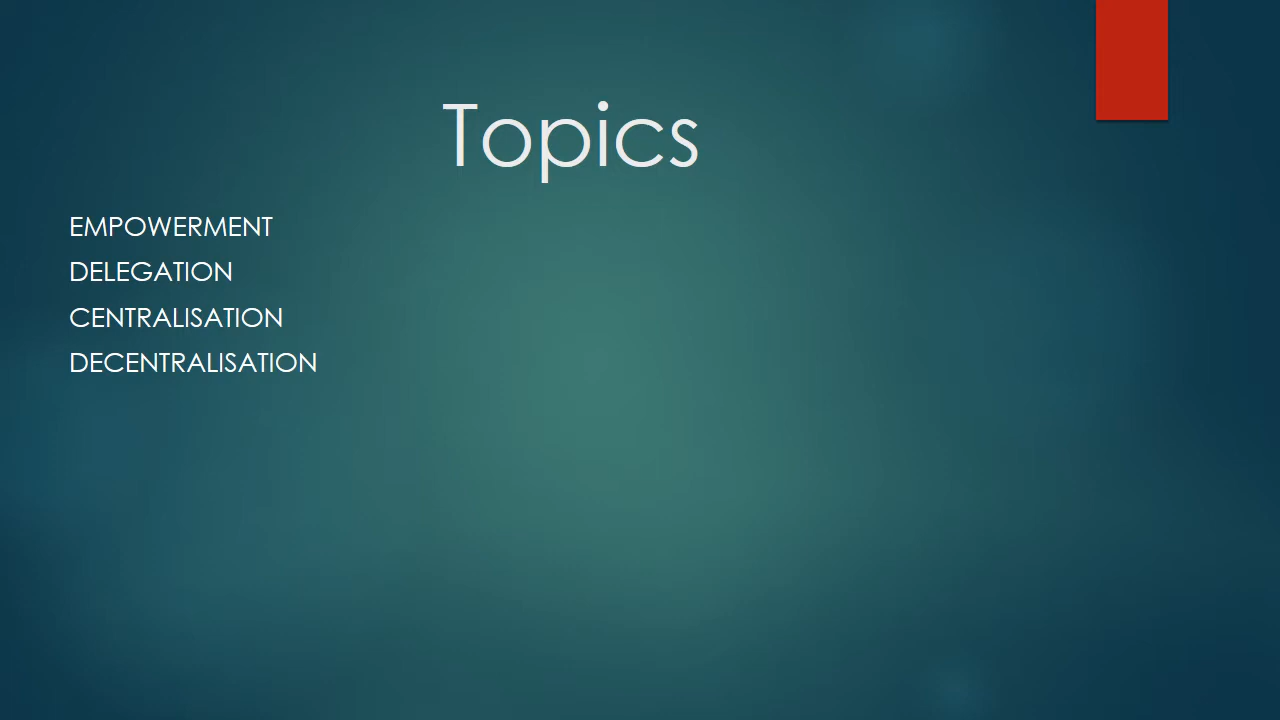 Topics
EMPOWERMENT
DELEGATION
CENTRALISATION
DECENTRALISATION